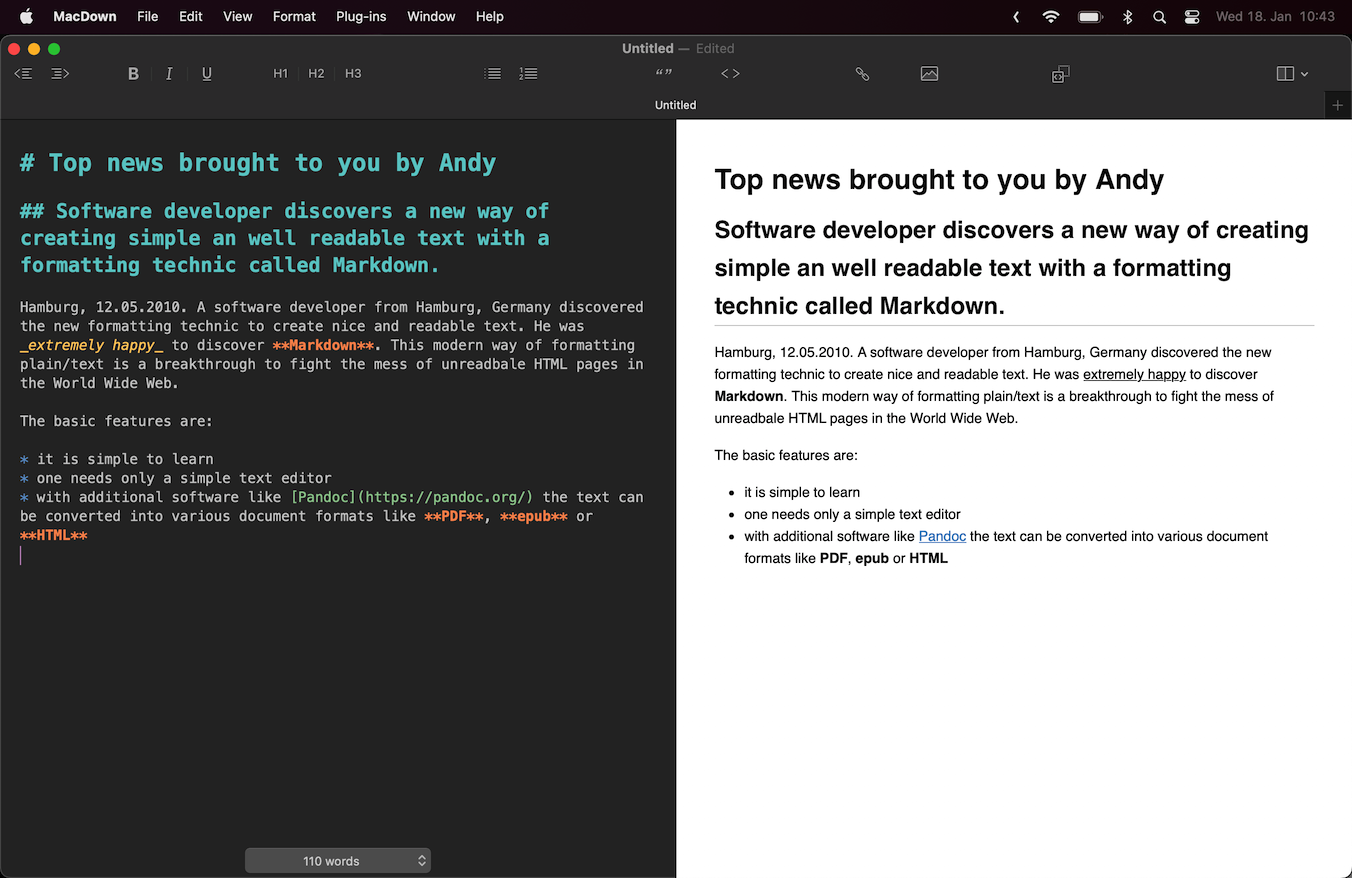 MacDown File Edit View Format Plug-ins Window Help Wed 18. Jan 10:43
Untitled — Edited
B I U H1 H2 H3 “” <>
Untitled
# Top news brought to you by Andy
## Software developer discovers a new way of
creating simple an well readable text with a
formatting technic called Markdown.
Hamburg, 12.05.2010. A software developer from Hamburg, Germany discovered
the new formatting technic to create nice and readable text. He was
_extremely happy_ to discover **Markdown**. This modern way of formatting
plain/text is a breakthrough to fight the mess of unreadbale HTML pages in
the World Wide Web.
The basic features are:
* it is simple to learn
* one needs only a simple text editor
* with additional software like [Pandoc](https://pandoc.org/) the text can
be converted into various document formats like **PDF**, **epub** or
**HTML**
110 words
Top news brought to you by Andy
Software developer discovers a new way of creating
simple an well readable text with a formatting
technic called Markdown.
Hamburg, 12.05.2010. A software developer from Hamburg, Germany discovered the new
formatting technic to create nice and readable text. He was extremely happy to discover
Markdown. This modern way of formatting plain/text is a breakthrough to fight the mess of
unreadbale HTML pages in the World Wide Web.
The basic features are:
• it is simple to learn
• one needs only a simple text editor
• with additional software like Pandoc the text can be converted into various document
formats like PDF, epub or HTML